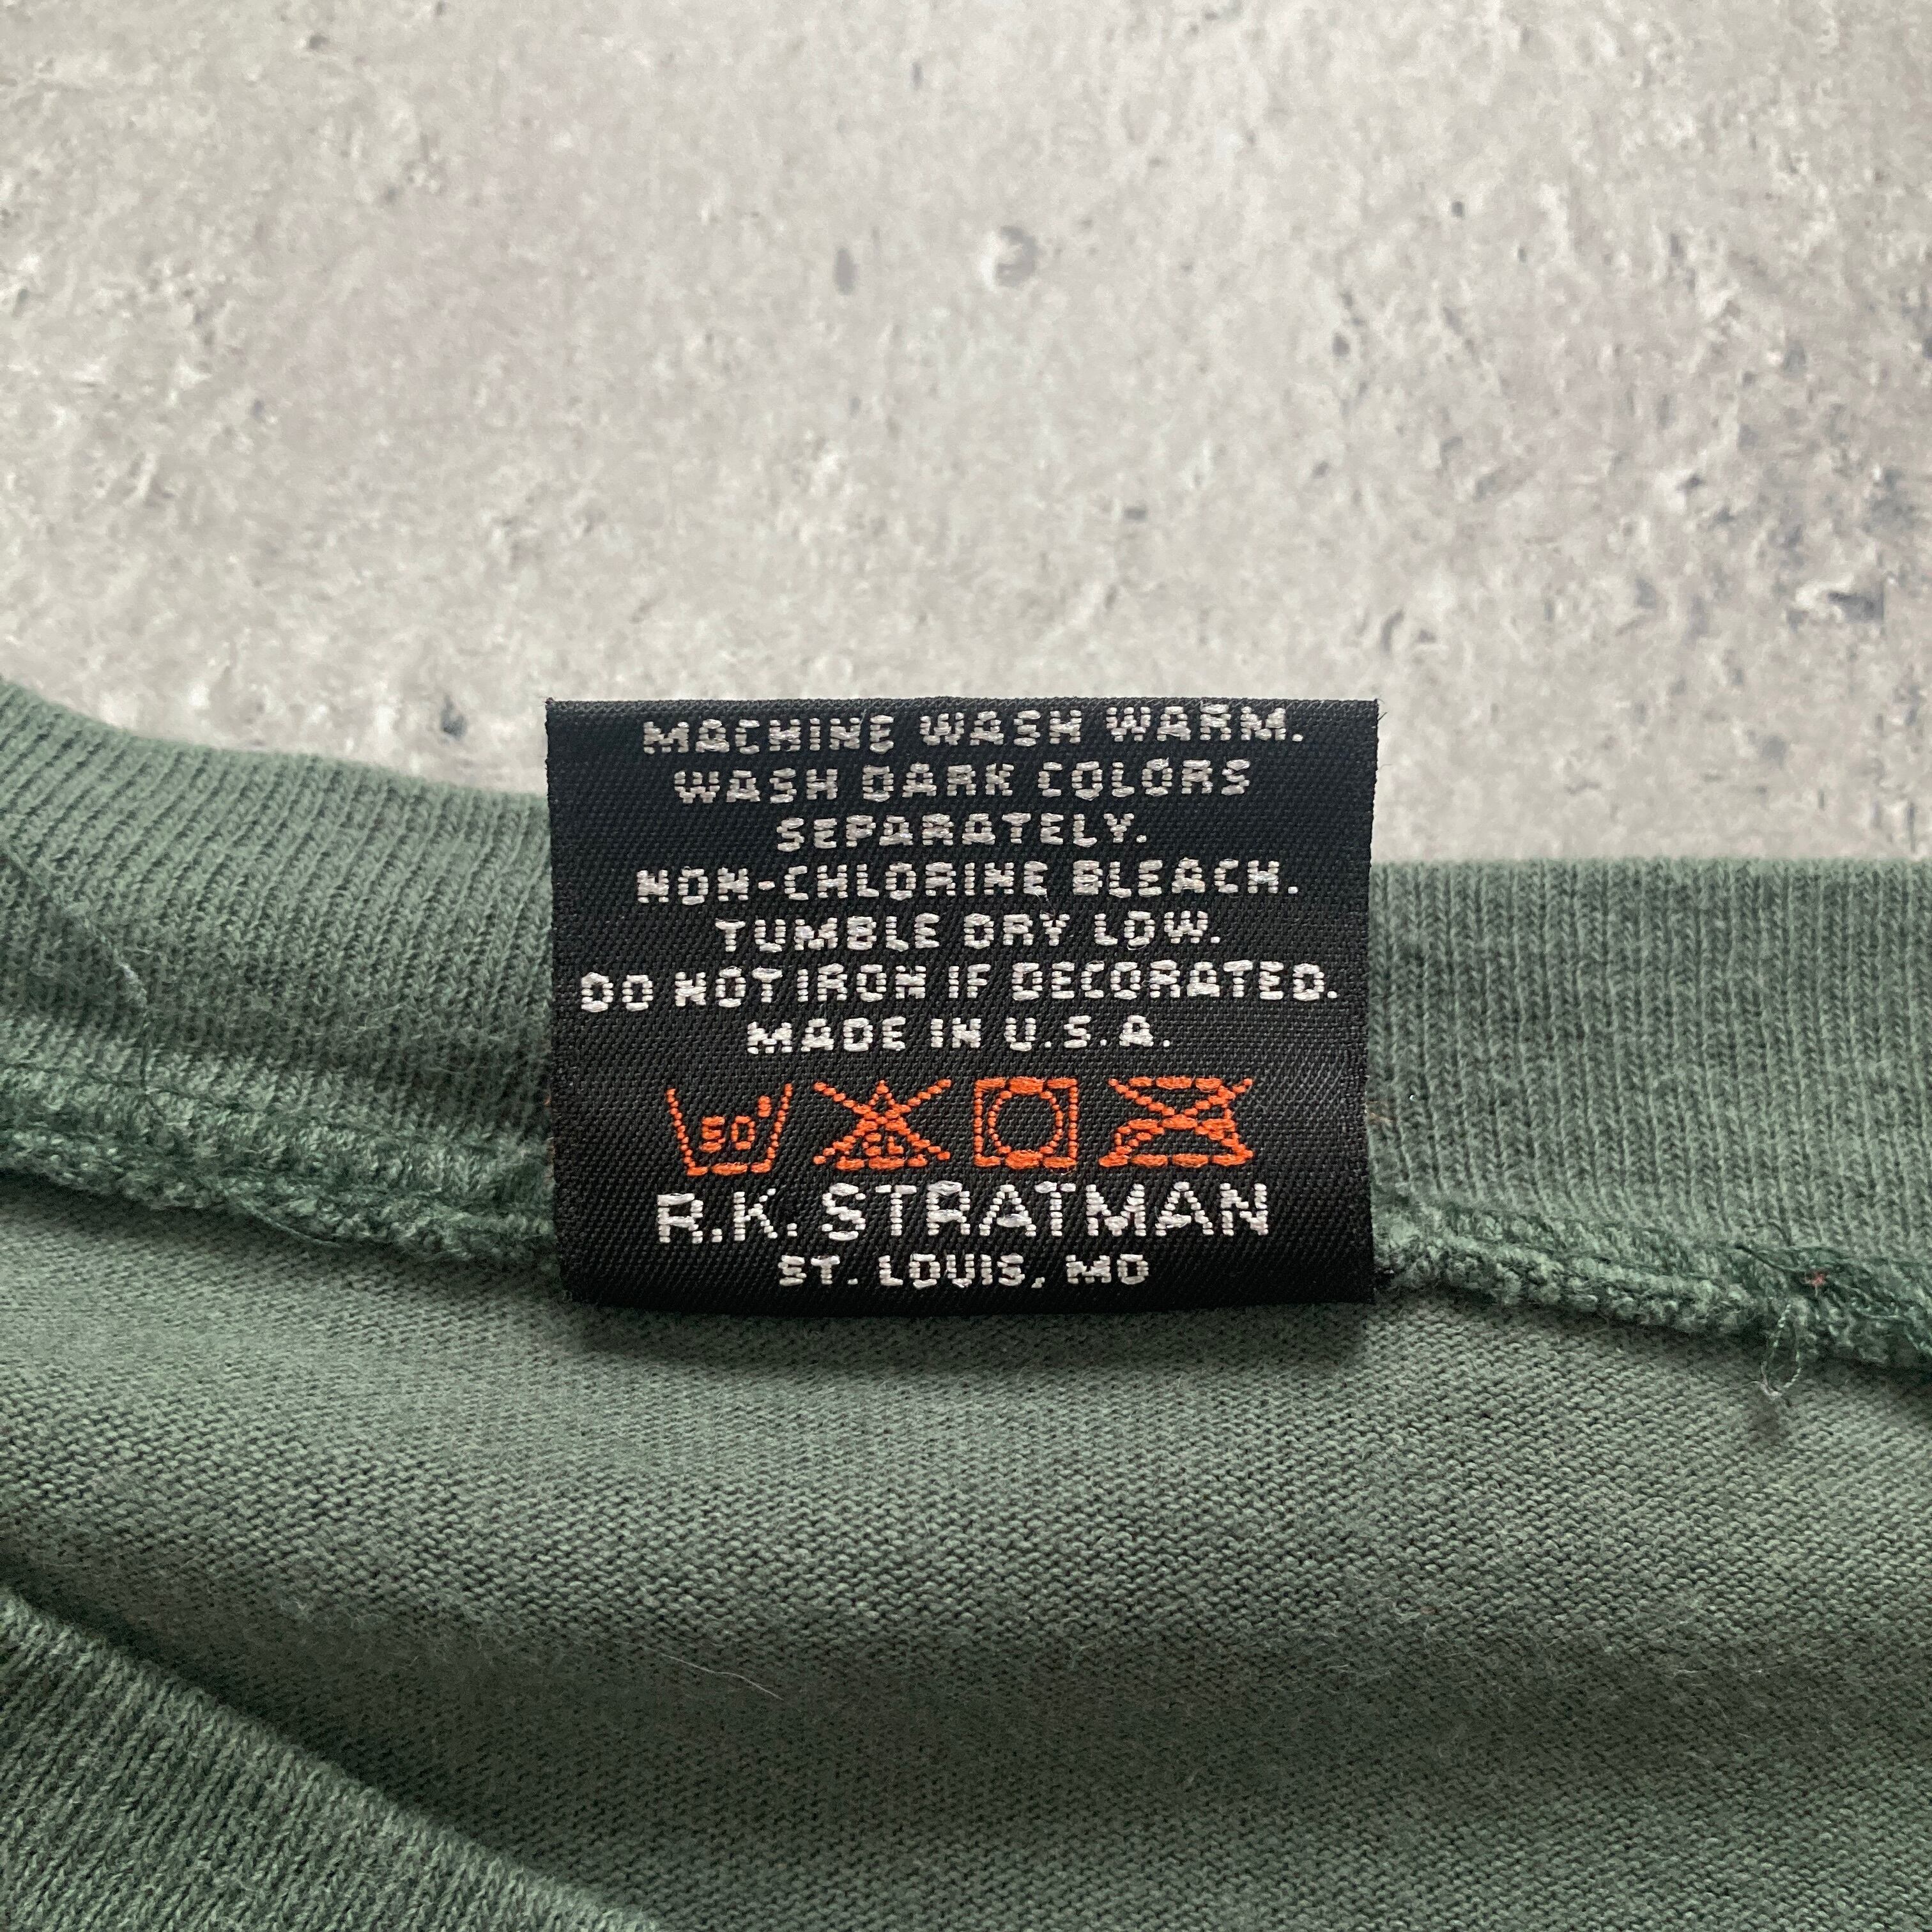 MACHINE WASH WARM.
WASH DARK COLORS
SEPARATELY.
NON-CHLORINE BLEACH.
TUMBLE DRY LOW.
DO NOT IRON IF DECORATED.
MADE IN U.S.A.
50° CL
R.K. STRATMAN
ST. LOUIS, MO